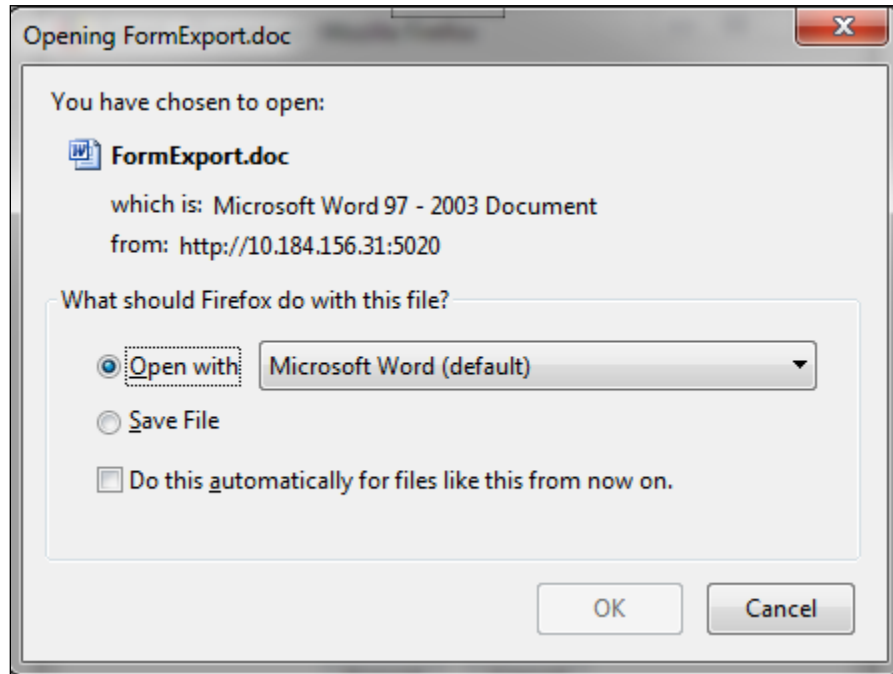 Opening FormExport.doc Mozilla Firefox
You have chosen to open:
FormExport.doc
which is: Microsoft Word 97 - 2003 Document
from: http://10.184.156.31:5020
What should Firefox do with this file?
Open with Microsoft Word (default)
Save File
Do this automatically for files like this from now on.
OK Cancel